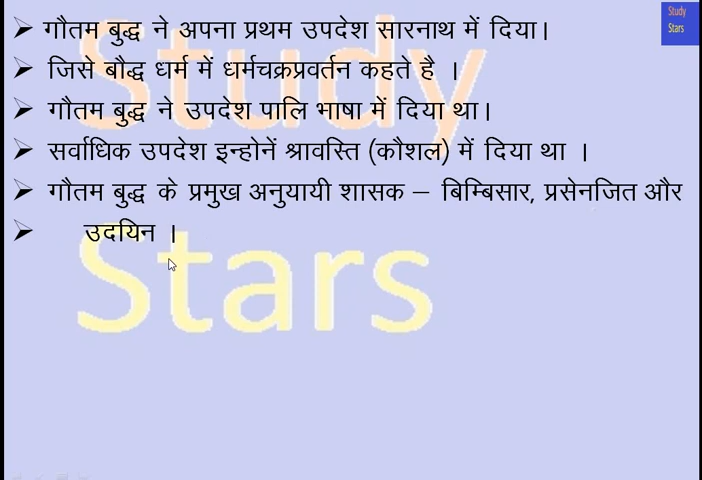 Study
Stars
➢ गौतम बुद्ध ने अपना प्रथम उपदेश सारनाथ में दिया।
➢ जिसे बौद्ध धर्म में धर्मचक्रप्रवर्तन कहते है ।
➢ गौतम बुद्ध ने उपदेश पालि भाषा में दिया था।
➢ सर्वाधिक उपदेश इन्होनें श्रावस्ति (कौशल) में दिया था ।
➢ गौतम बुद्ध के प्रमुख अनुयायी शासक – बिम्बिसार, प्रसेनजित और
➢ उदयिन ।
Study
Stars